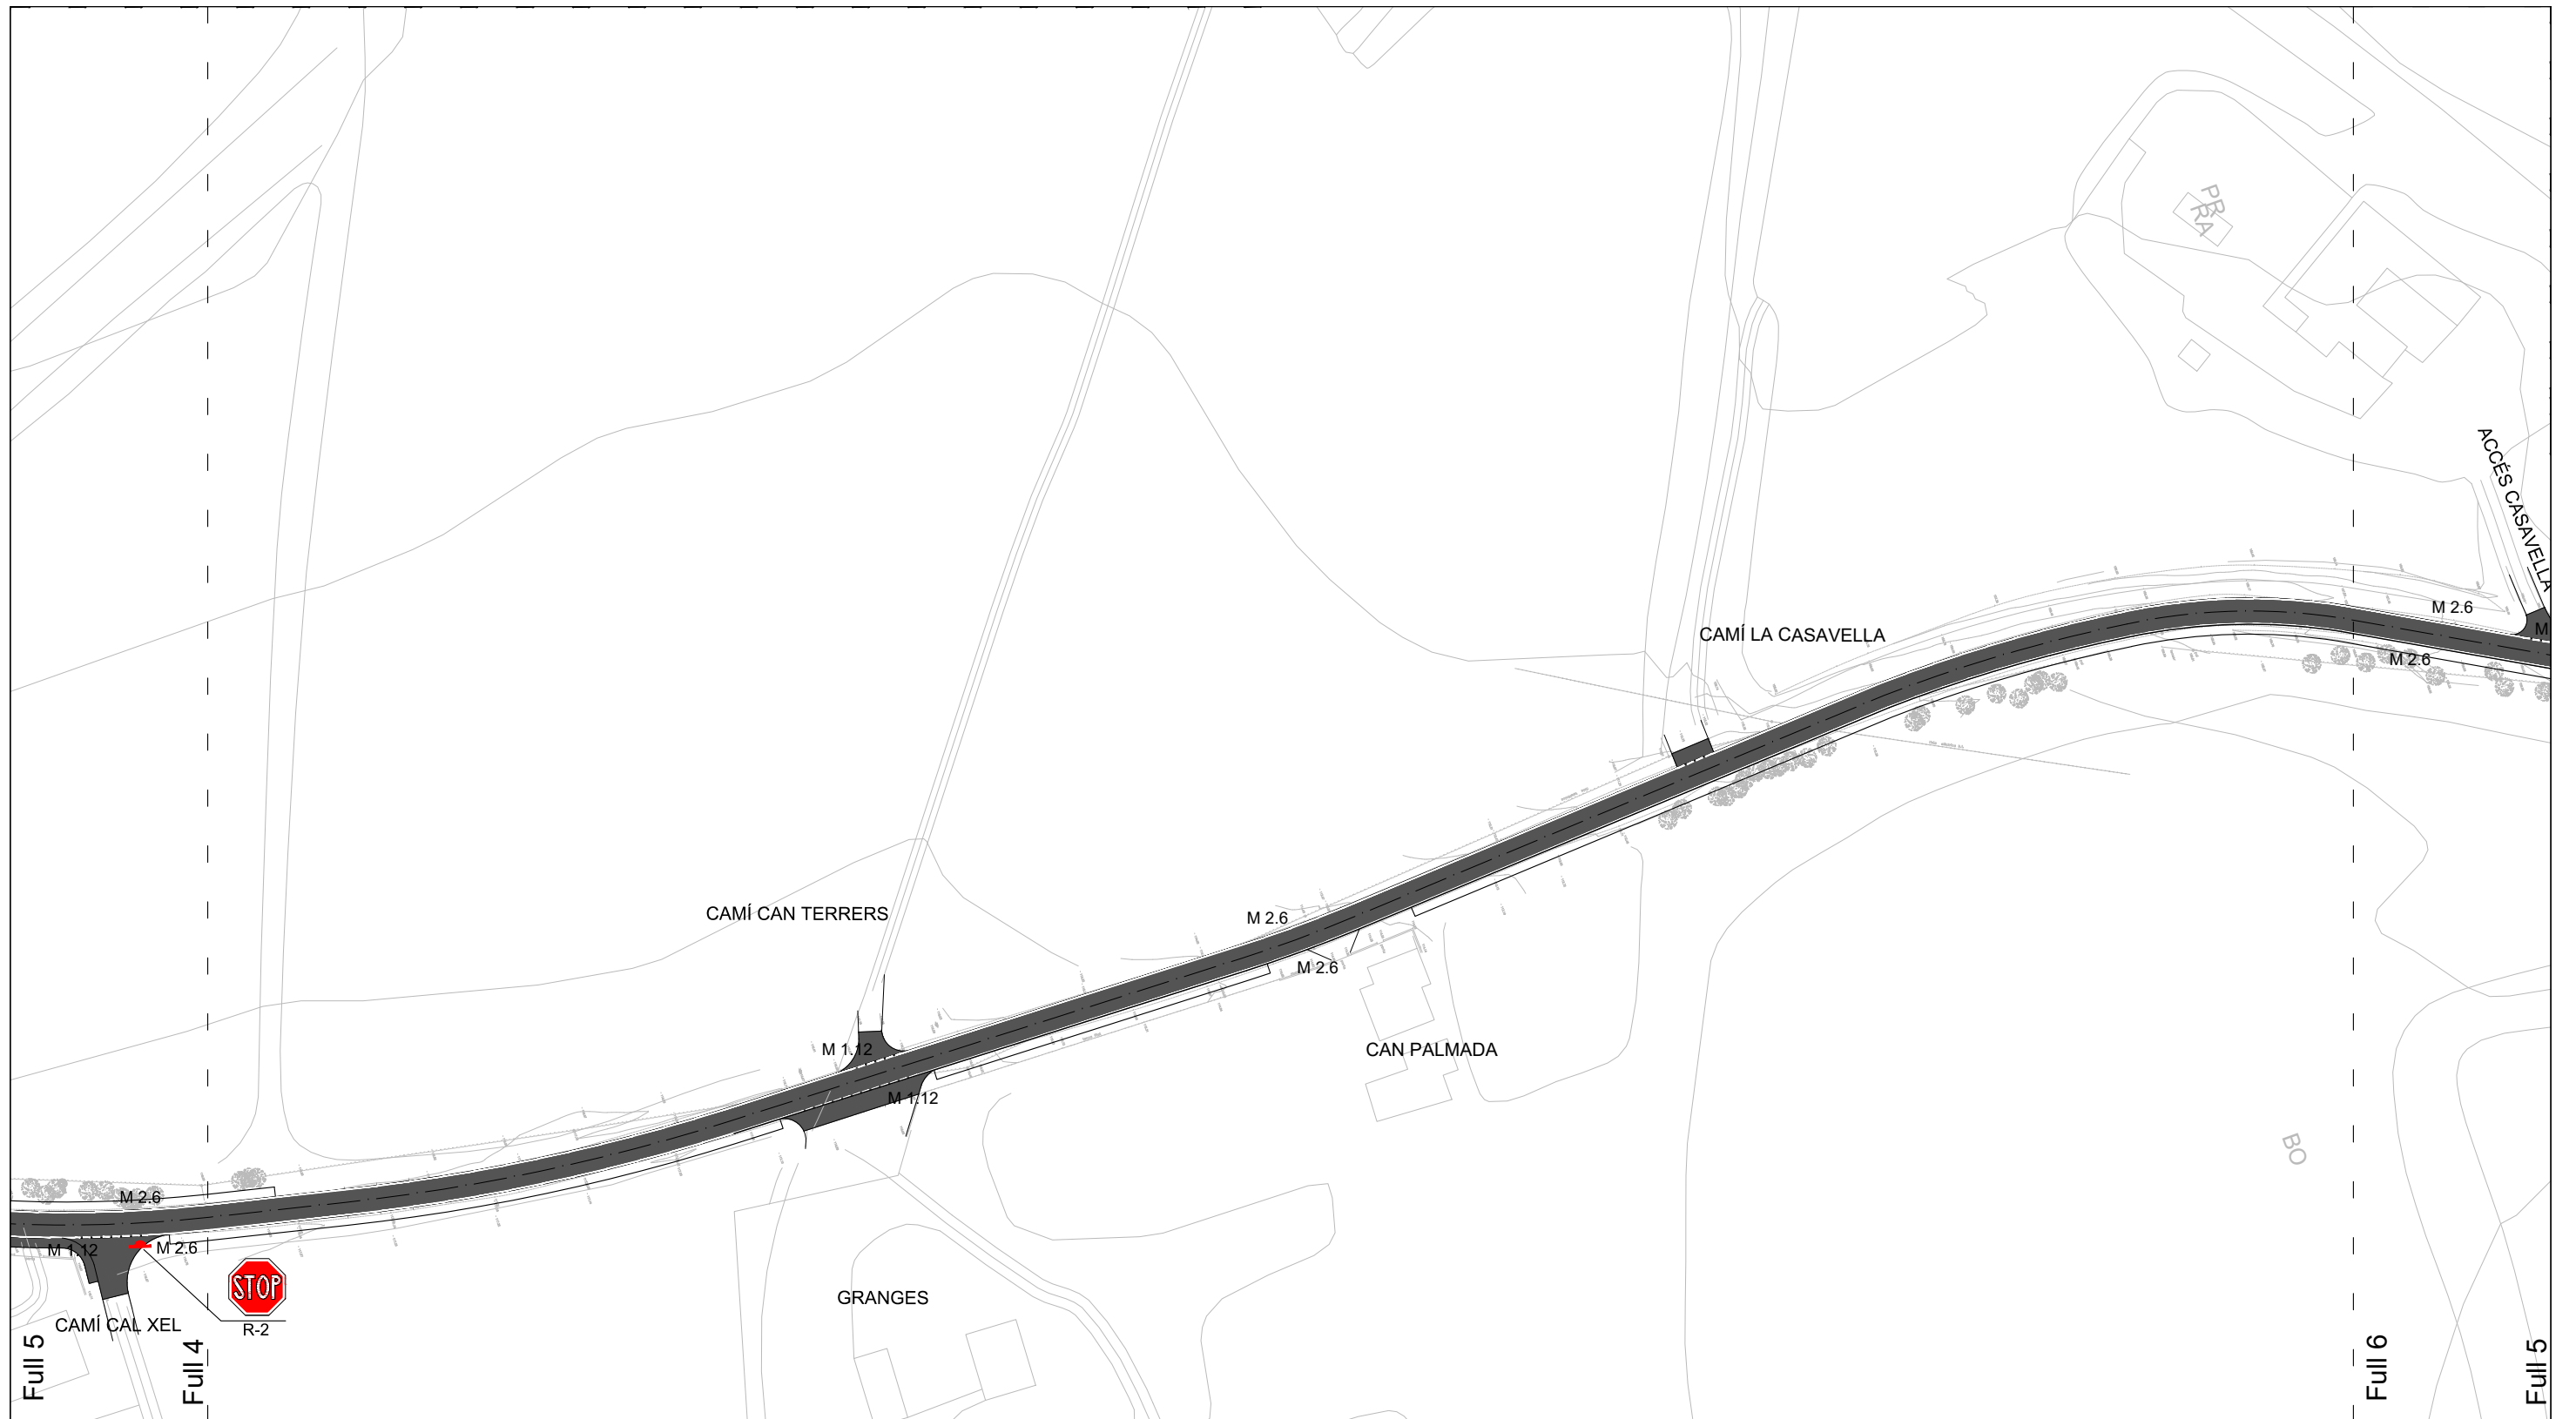 PR
RA
ACCÉS CASAVELLA
M 2.6
M
CAMÍ LA CASAVELLA
M 2.6
CAMÍ CAN TERRERS
M 2.6
M 2.6
M 1.12
CAN PALMADA
M 1.12
BO
M 2.6
M 1.12
M 2.6
STOP
R-2
GRANGES
CAMÍ CAL XEL
Full 5
Full 4
Full 6
Full 5